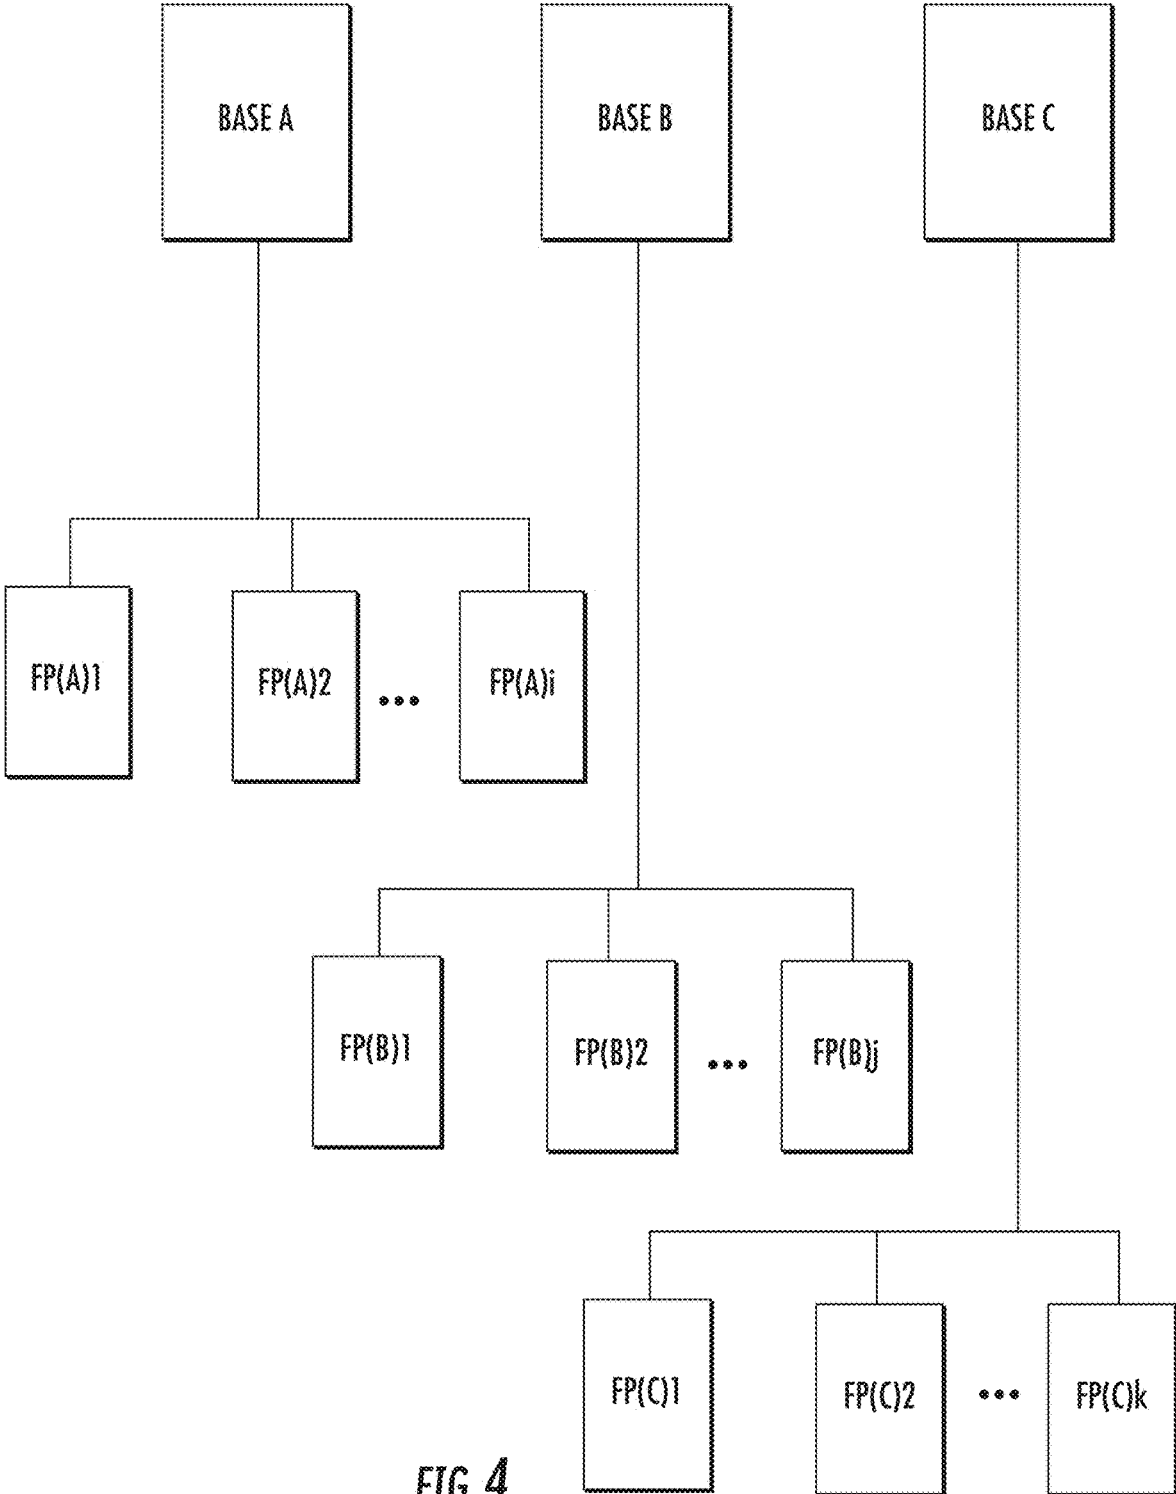 BASE A
BASE B
BASE C
FP(A)1
FP(A)2
•••
FP(A)i
FP(B)1
FP(B)2
•••
FP(B)j
FP(C)1
FP(C)2
•••
FP(C)k
FIG. 4